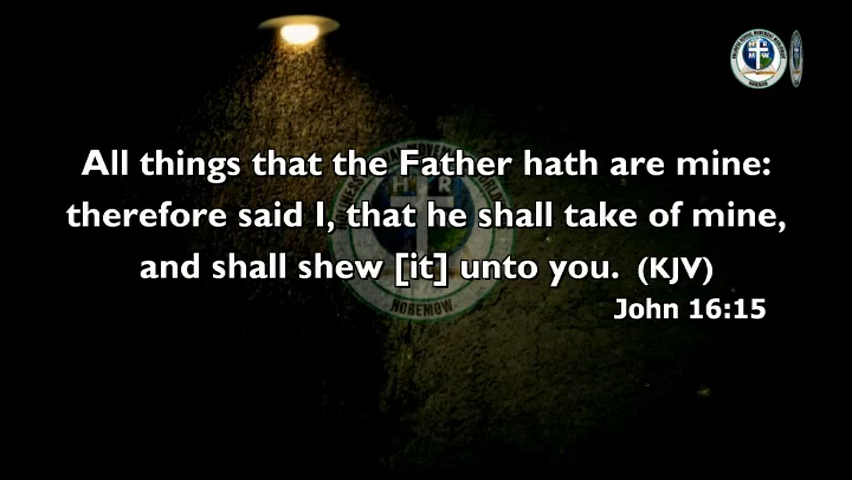 All things that the Father hath are mine:
therefore said I, that he shall take of mine,
and shall shew [it] unto you. (KJV)
John 16:15
H R
M W
HOREMOW
H R
HOREMOW